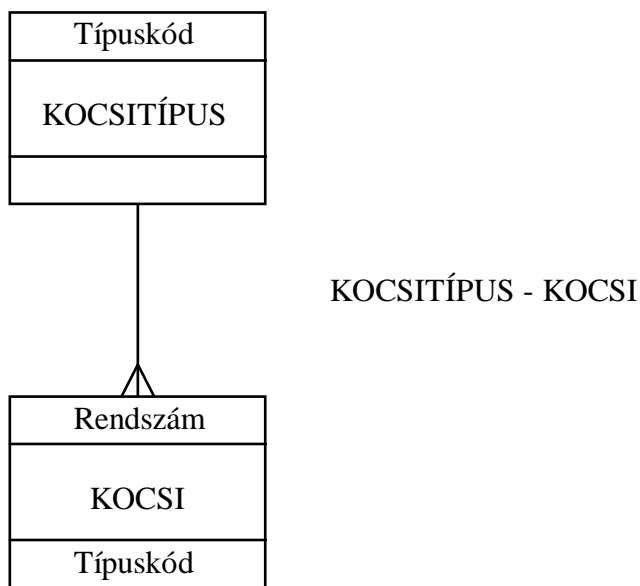 Típuskód
KOCSITÍPUS
KOCSITÍPUS - KOCSI
Rendszám
KOCSI
Típuskód